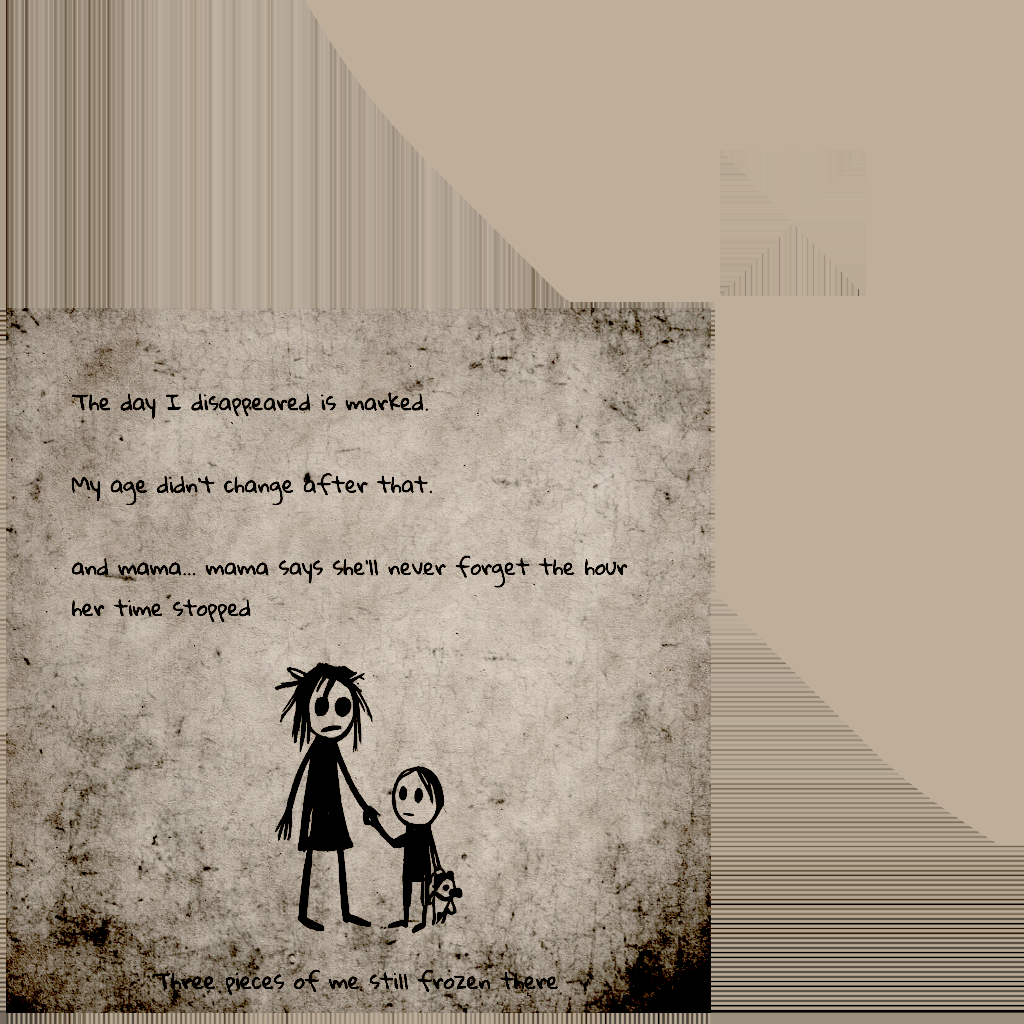 The day I disappeared is marked.
My age didn't change after that.
and mama... mama says she'll never forget the hour
her time stopped
Three pieces of me still frozen there